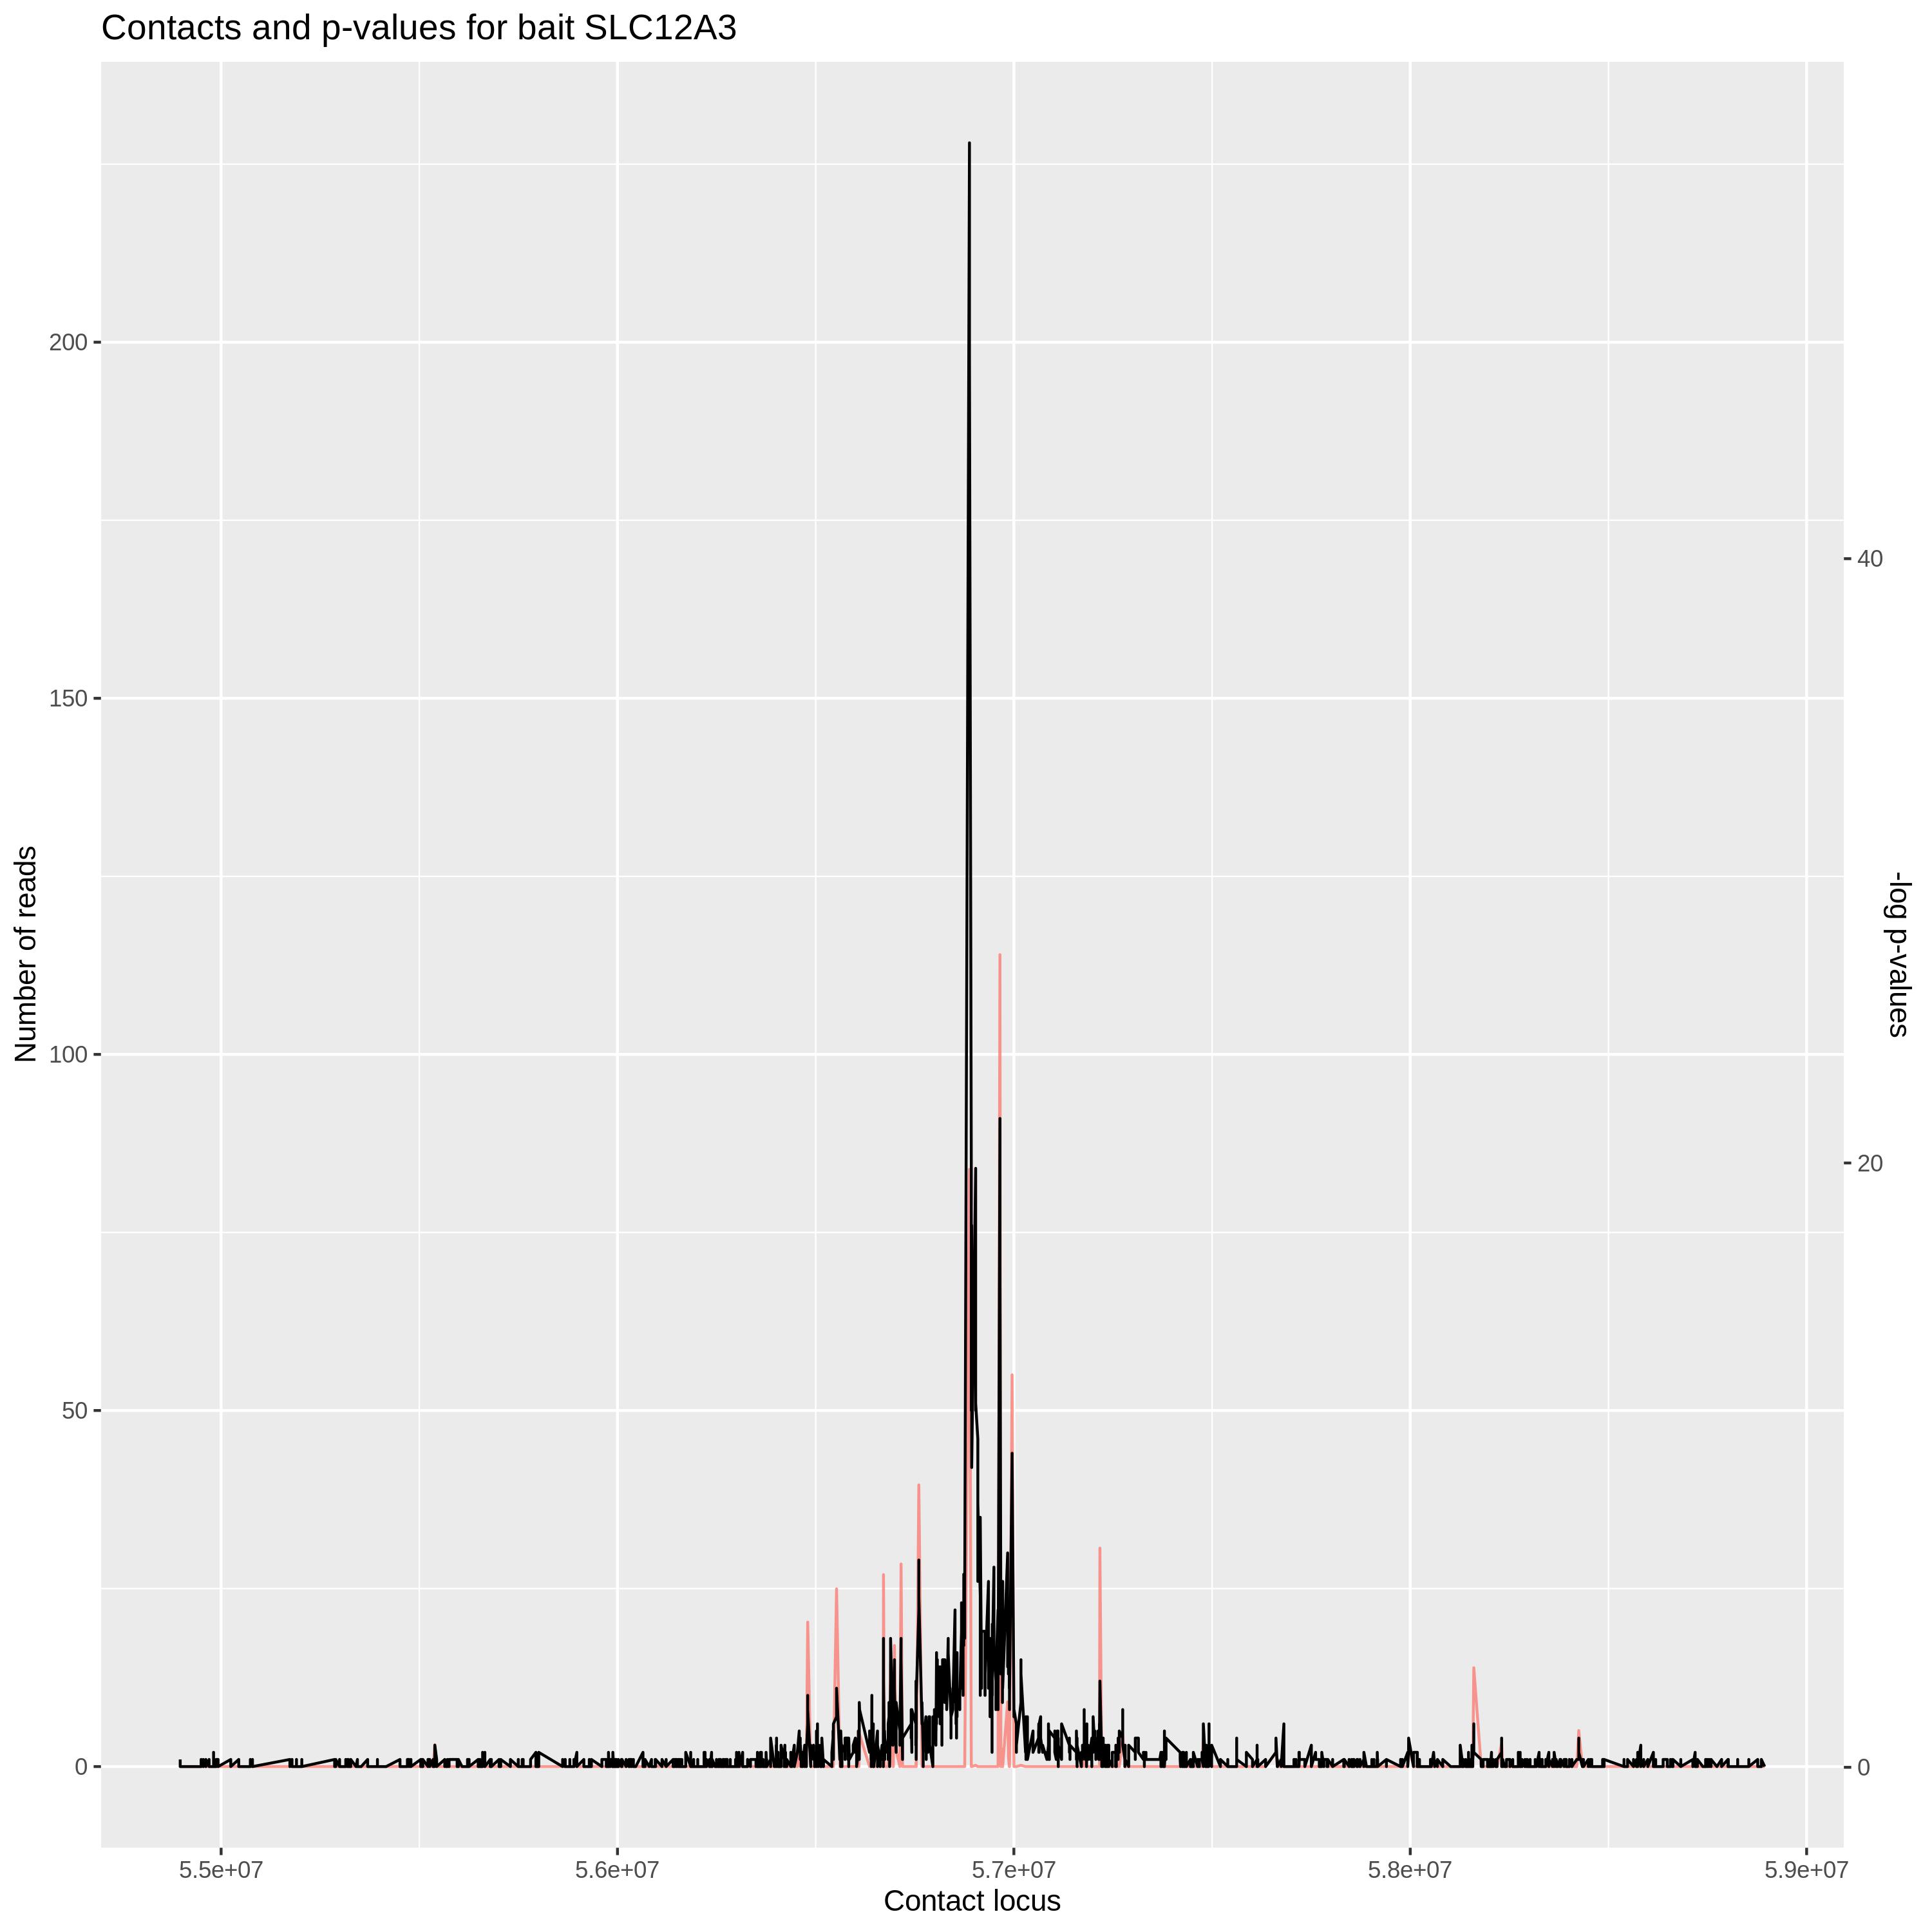 Contacts and p-values for bait SLC12A3
Number of reads
200
150
100
50
0
40
20
0
-log p-values
5.5e+07
5.6e+07
5.7e+07
5.8e+07
5.9e+07
Contact locus